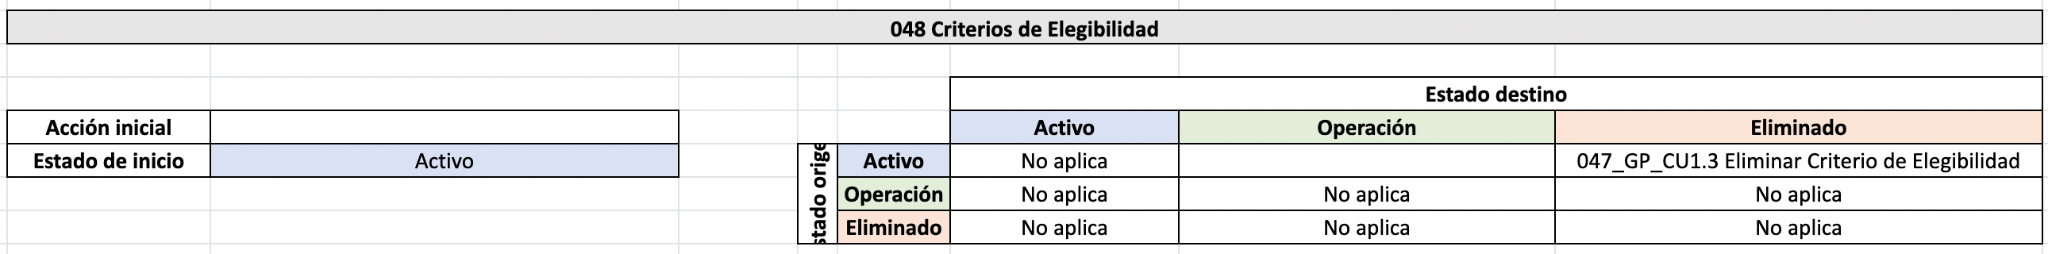 048 Criterios de Elegibilidad
Estado destino
Acción inicial
Activo Operación Eliminado
Estado de inicio Activo
Activo No aplica 047_GP_CU1.3 Eliminar Criterio de Elegibilidad
Operación No aplica No aplica No aplica
Eliminado No aplica No aplica No aplica